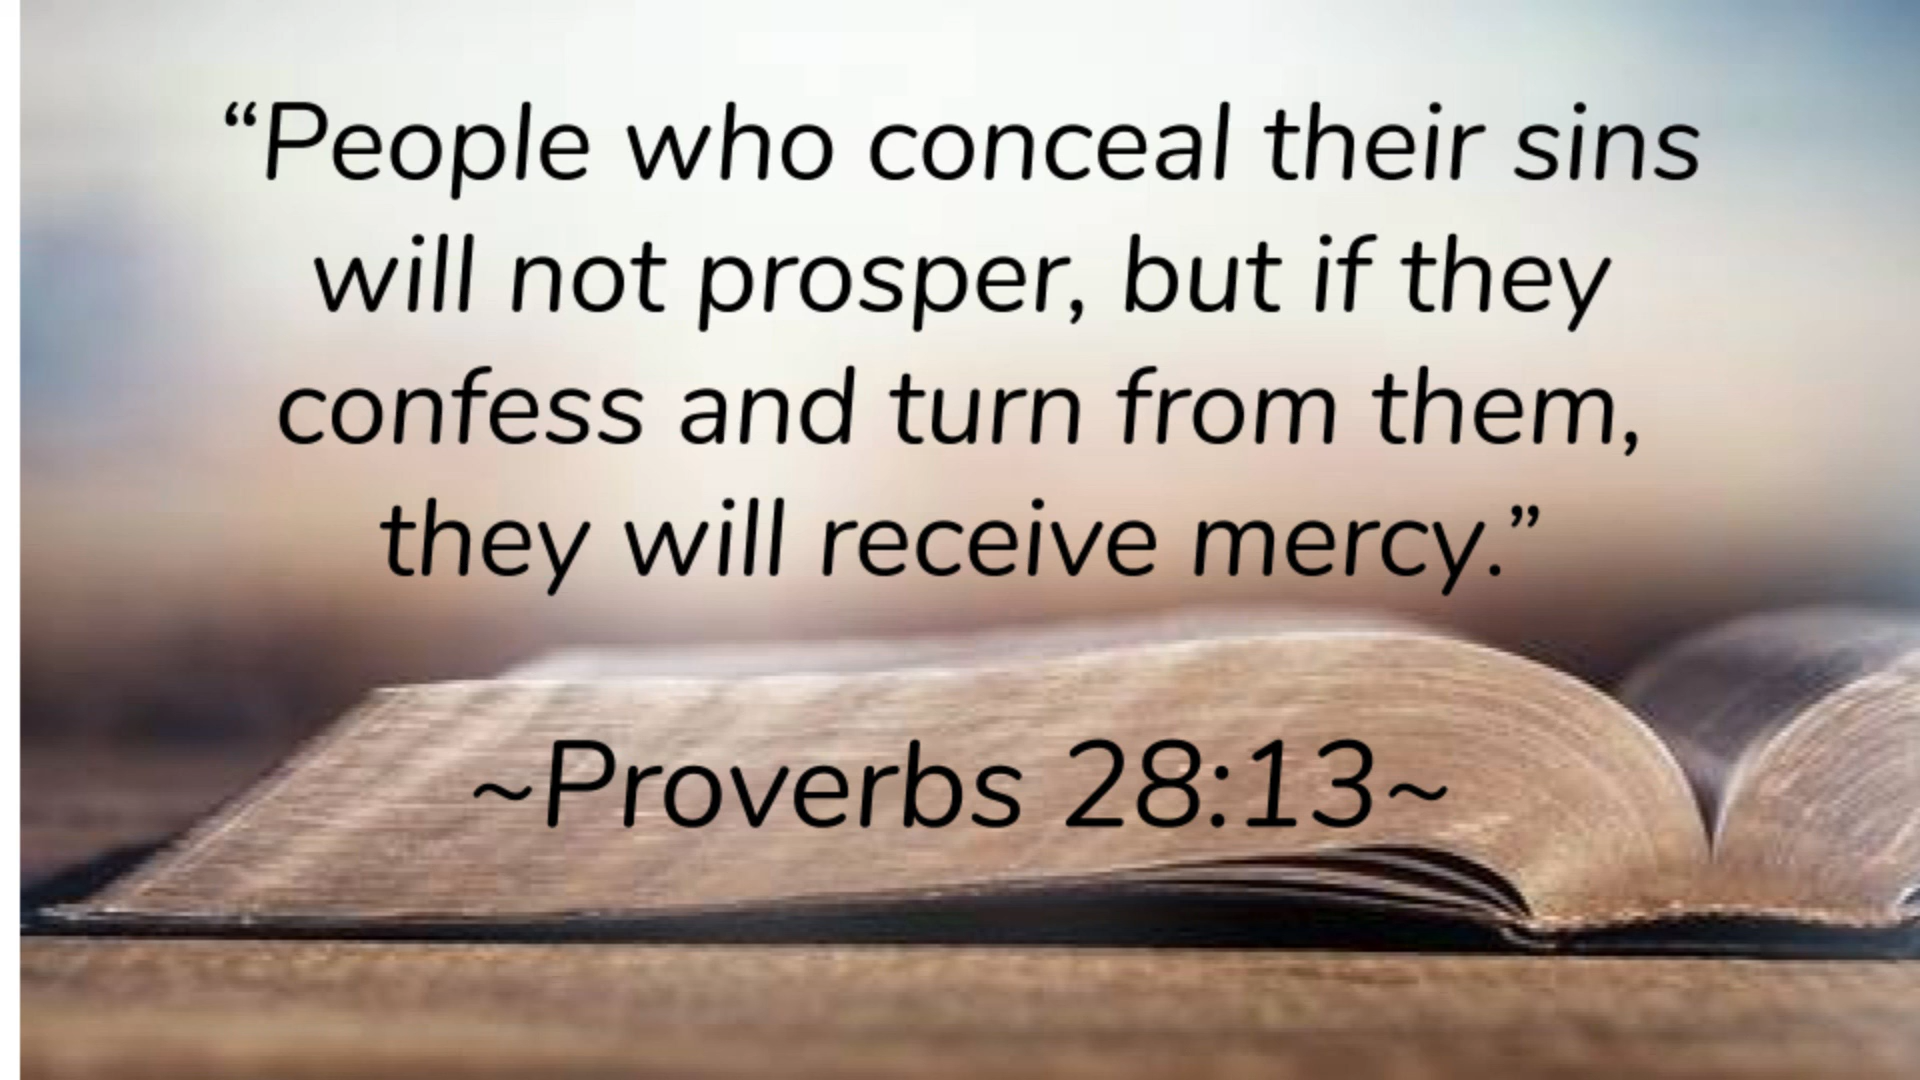 “People who conceal their sins
will not prosper, but if they
confess and turn from them,
they will receive mercy.”
~Proverbs 28:13~